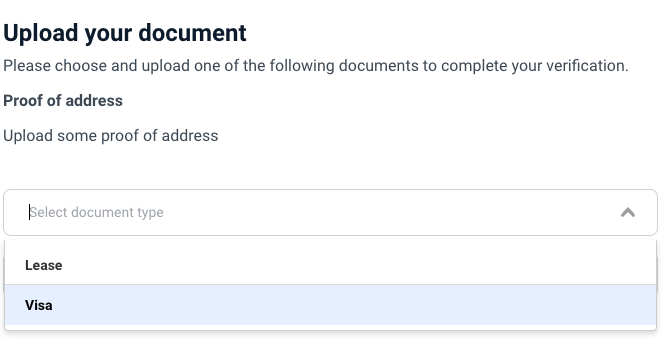 Upload your document
Please choose and upload one of the following documents to complete your verification.
Proof of address
Upload some proof of address
Select document type
Lease
Visa